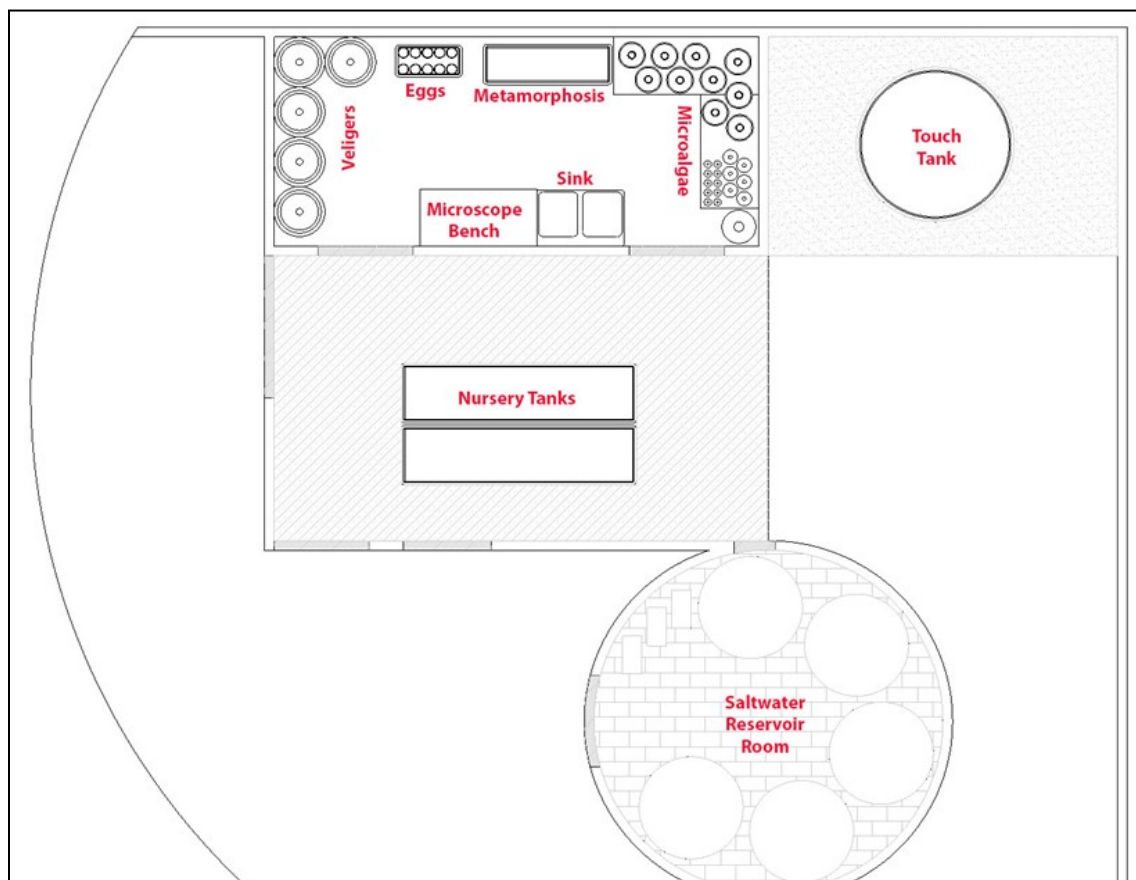 Eggs
Metamorphosis
Veligers
Microalgae
Touch
Tank
Sink
Microscope
Bench
Nursery Tanks
Saltwater
Reservoir
Room